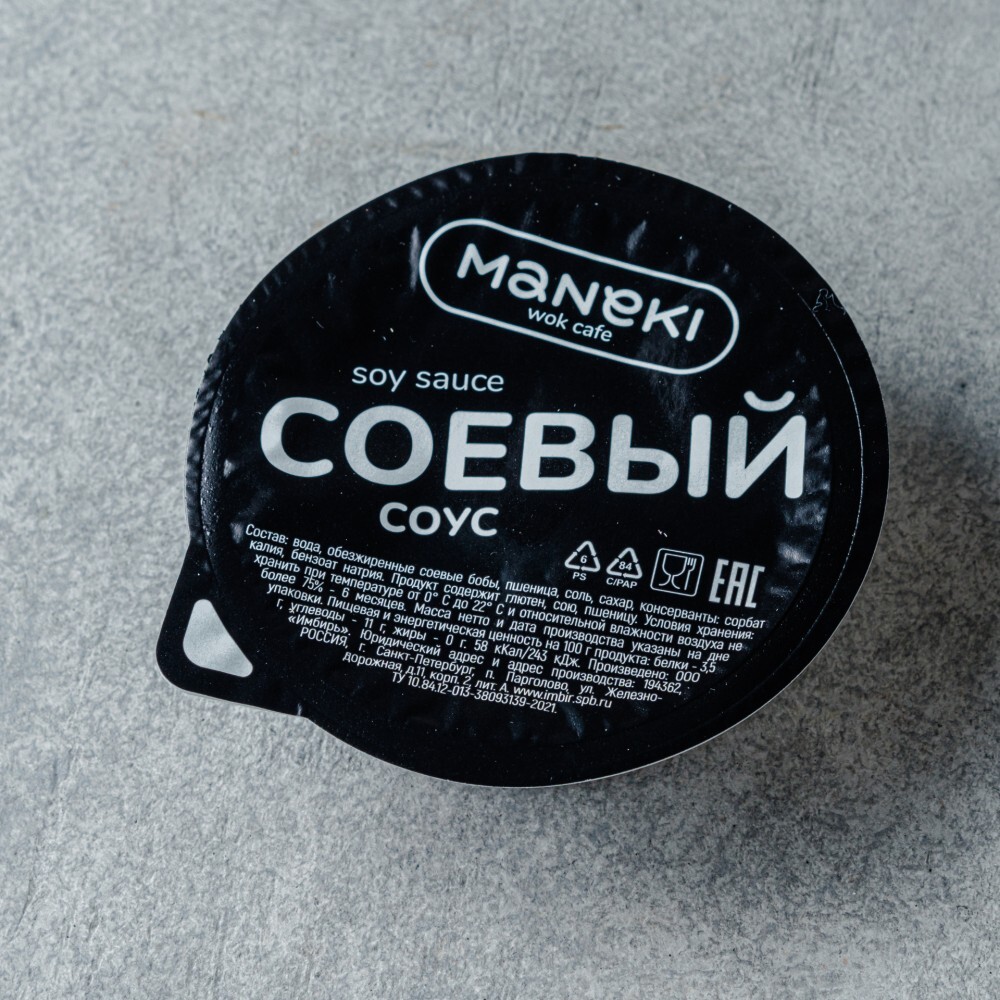 MANEKI
wok cafe
soy sauce
СОЕВЫЙ
соус
6
PS
84
C/PAP
EAC
Состав: вода, обезжиренные соевые бобы, пшеница, соль, сахар, консерванты: сорбат
калия, бензоат натрия. Продукт содержит глютен, сою, пшеницу. Условия хранения:
хранить при температуре от 0° С до 22° С и относительной влажности воздуха не
более 75% - 6 месяцев. Масса нетто и дата производства указаны на дне
упаковки. Пищевая и энергетическая ценность на 100 г продукта: белки - 3,5
г, углеводы - 11 г, жиры - 0 г. 58 кКал/243 кДж. Произведено: ООО
«Имбирь». Юридический адрес и адрес производства: 194362,
РОССИЯ, г. Санкт-Петербург, п. Парголово, ул. Железно-
дорожная, д.11, корп. 2, лит. А. www.imbir.spb.ru
ТУ 10.84.12-013-38093139-2021.